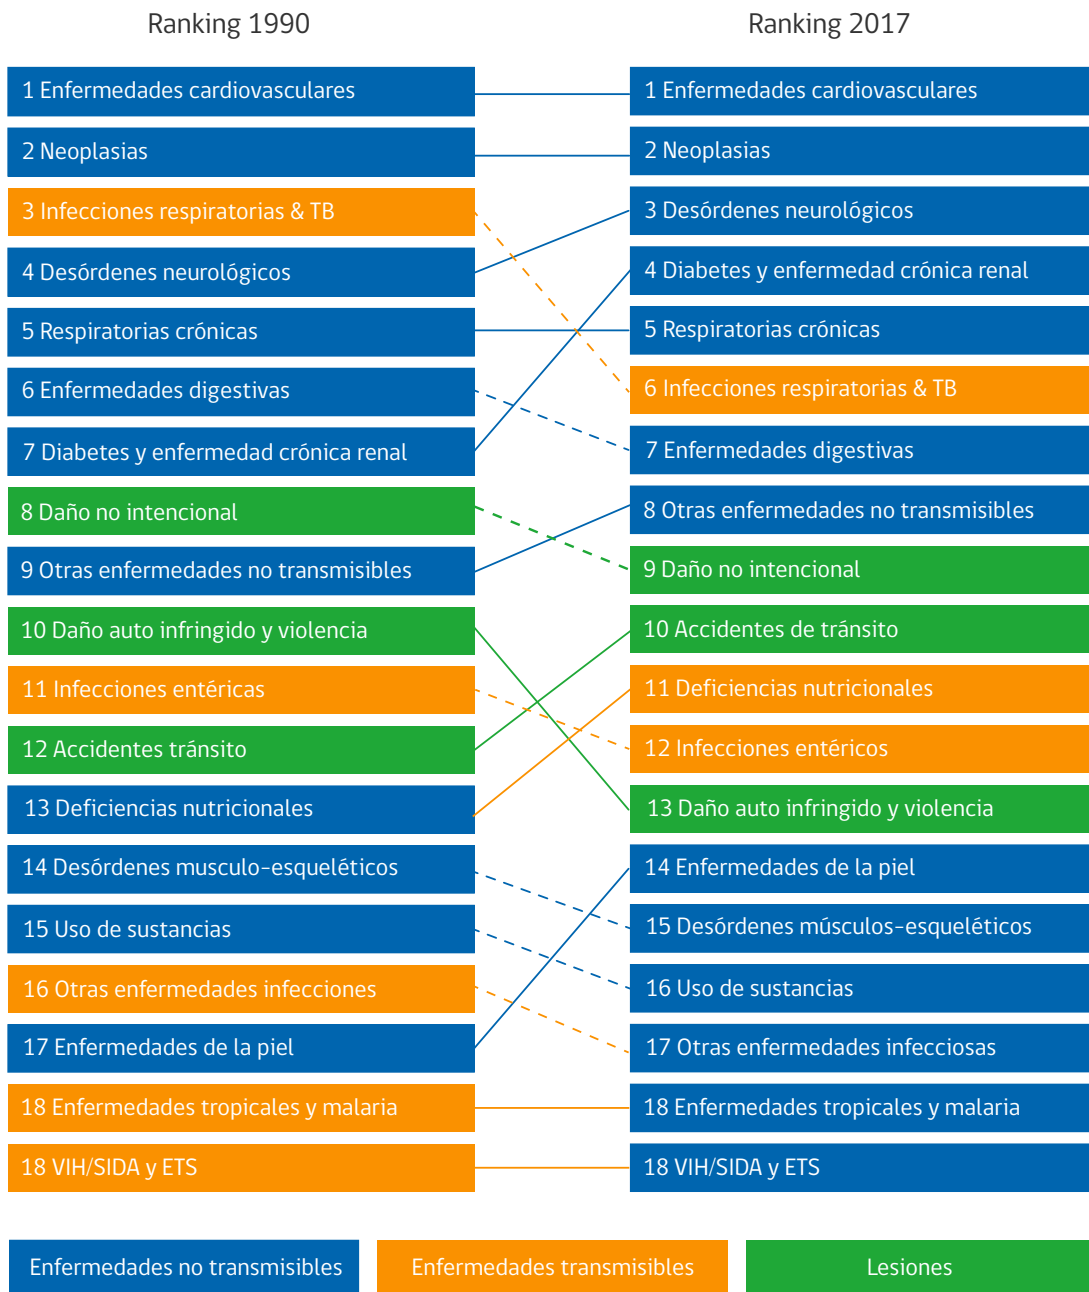 Ranking 1990
1 Enfermedades cardiovasculares
2 Neoplasias
3 Infecciones respiratorias & TB
4 Desórdenes neurológicos
5 Respiratorias crónicas
6 Enfermedades digestivas
7 Diabetes y enfermedad crónica renal
8 Daño no intencional
9 Otras enfermedades no transmisibles
10 Daño auto infringido y violencia
11 Infecciones entéricas
12 Accidentes tránsito
13 Deficiencias nutricionales
14 Desórdenes musculo-esqueléticos
15 Uso de sustancias
16 Otras enfermedades infecciones
17 Enfermedades de la piel
18 Enfermedades tropicales y malaria
18 VIH/SIDA y ETS
Ranking 2017
1 Enfermedades cardiovasculares
2 Neoplasias
3 Desórdenes neurológicos
4 Diabetes y enfermedad crónica renal
5 Respiratorias crónicas
6 Infecciones respiratorias & TB
7 Enfermedades digestivas
8 Otras enfermedades no transmisibles
9 Daño no intencional
10 Accidentes de tránsito
11 Deficiencias nutricionales
12 Infecciones entéricos
13 Daño auto infringido y violencia
14 Enfermedades de la piel
15 Desórdenes músculos-esqueléticos
16 Uso de sustancias
17 Otras enfermedades infecciosas
18 Enfermedades tropicales y malaria
18 VIH/SIDA y ETS
Enfermedades no transmisibles
Enfermedades transmisibles
Lesiones